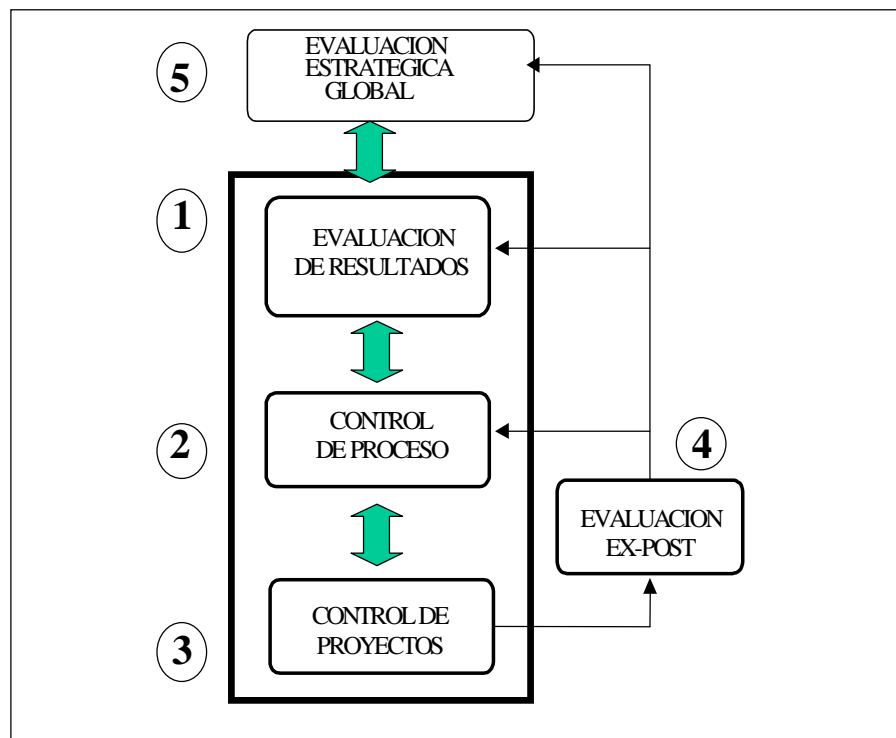 5
EVALUACION
ESTRATEGICA
GLOBAL
1
EVALUACION
DE RESULTADOS
2
CONTROL
DE PROCESO
4
EVALUACION
EX-POST
3
CONTROL DE
PROYECTOS